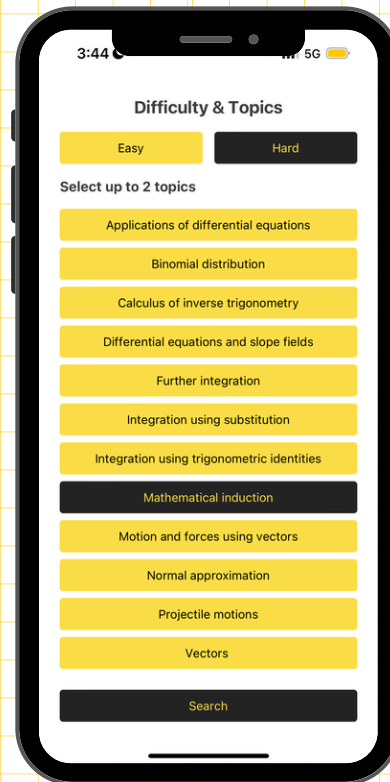 3:44
5G
Difficulty & Topics
Easy
Hard
Select up to 2 topics
Applications of differential equations
Binomial distribution
Calculus of inverse trigonometry
Differential equations and slope fields
Further integration
Integration using substitution
Integration using trigonometric identities
Mathematical induction
Motion and forces using vectors
Normal approximation
Projectile motions
Vectors
Search